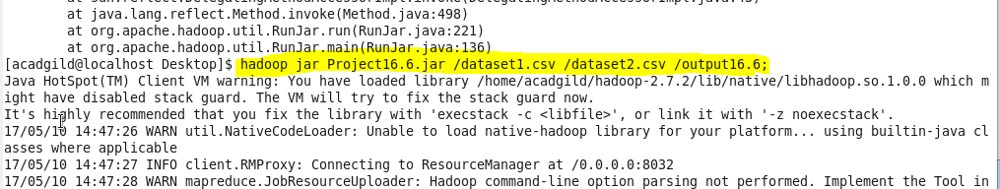 at java.lang.reflect.Method.invoke(Method.java:498)
at org.apache.hadoop.util.RunJar.run(RunJar.java:221)
at org.apache.hadoop.util.RunJar.main(RunJar.java:136)
[acadgild@localhost Desktop]$ hadoop jar Project16.6.jar /dataset1.csv /dataset2.csv /output16.6;
Java HotSpot(TM) Client VM warning: You have loaded library /home/acadgild/hadoop-2.7.2/lib/native/libhadoop.so.1.0.0 which m
ight have disabled stack guard. The VM will try to fix the stack guard now.
It's highly recommended that you fix the library with 'execstack -c <libfile>', or link it with '-z noexecstack'.
17/05/10 14:47:26 WARN util.NativeCodeLoader: Unable to load native-hadoop library for your platform... using builtin-java cl
asses where applicable
17/05/10 14:47:27 INFO client.RMProxy: Connecting to ResourceManager at /0.0.0.0:8032
17/05/10 14:47:28 WARN mapreduce.JobResourceUploader: Hadoop command-line option parsing not performed. Implement the Tool in